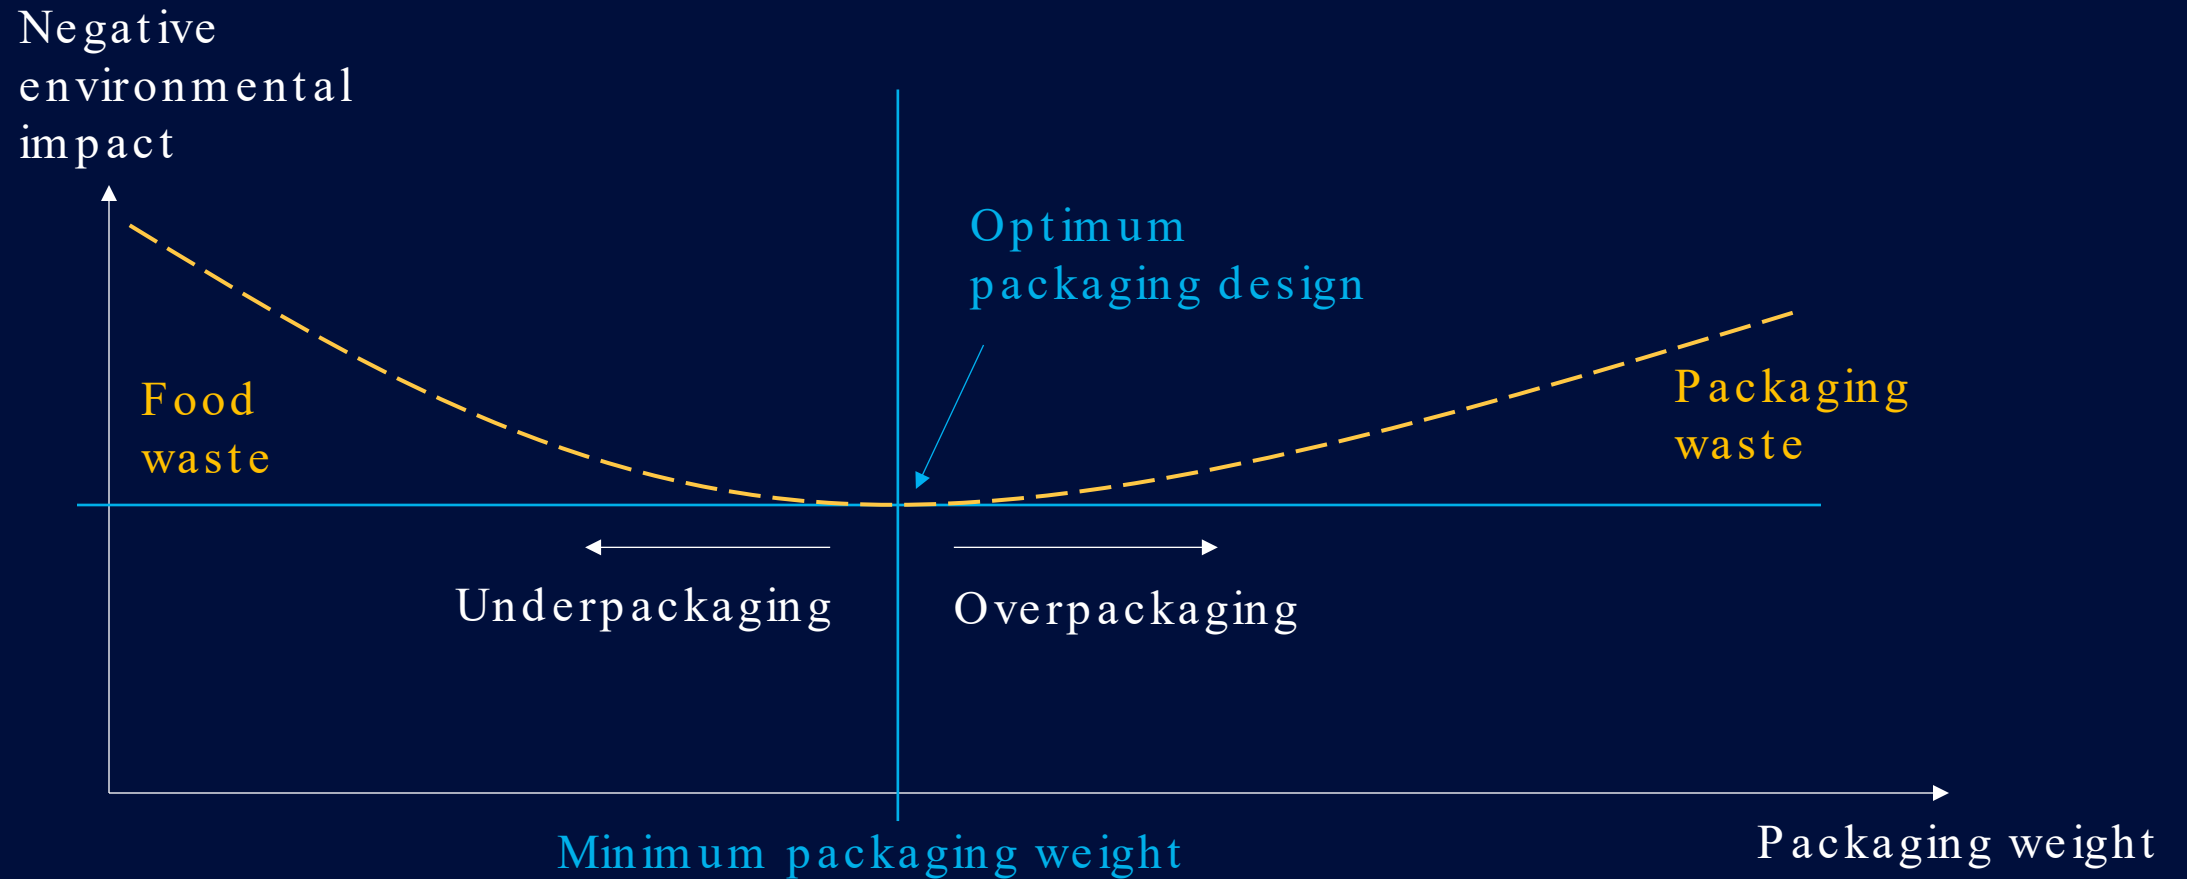 Negative
environmental
impact
Optimum
packaging design
Food
waste
Packaging
waste
Underpackaging
Overpackaging
Minimum packaging weight
Packaging weight